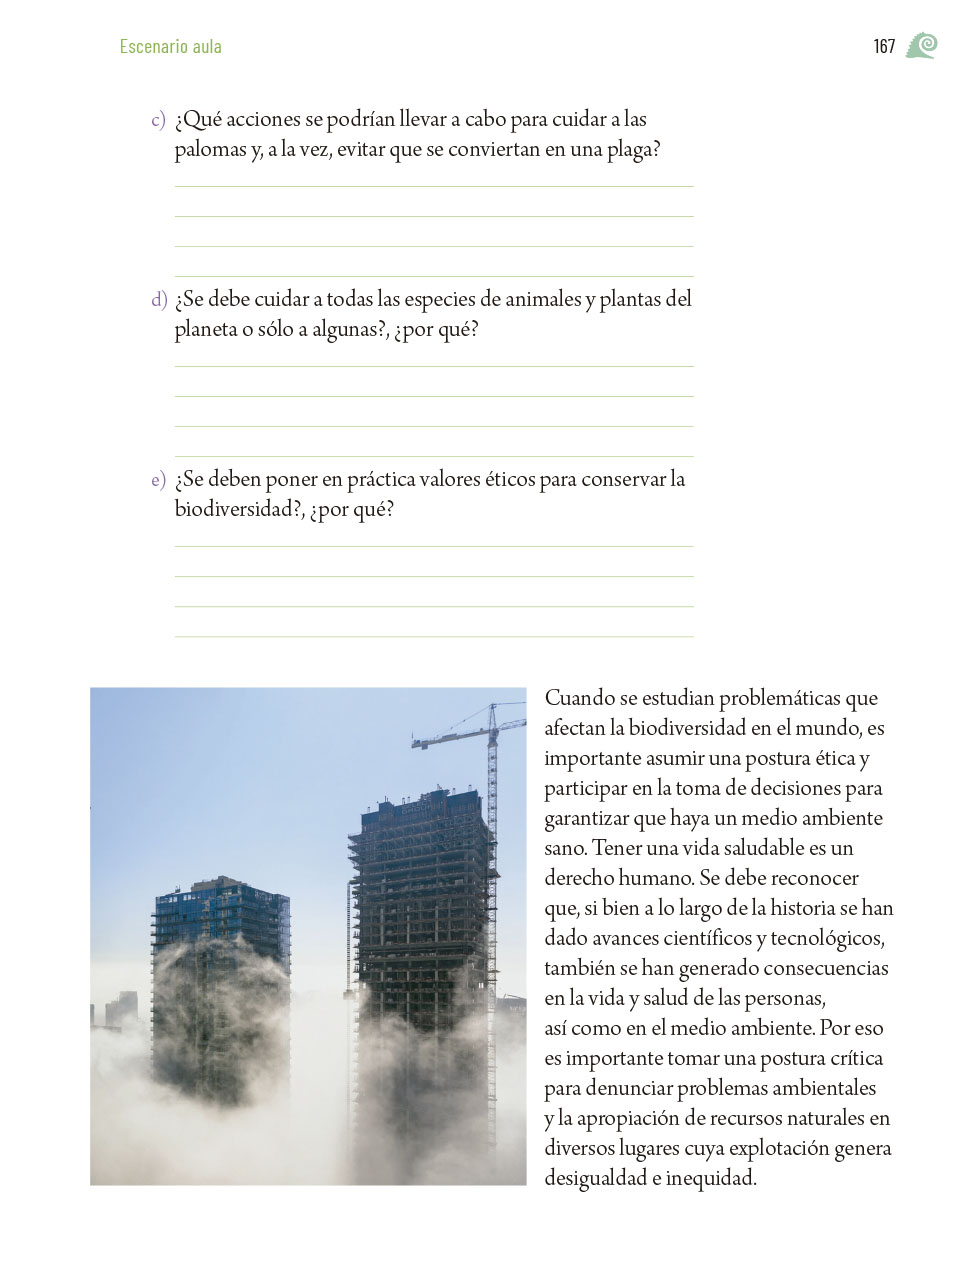 Escenario aula
167
c) ¿Qué acciones se podrían llevar a cabo para cuidar a las
palomas y, a la vez, evitar que se conviertan en una plaga?
d) ¿Se debe cuidar a todas las especies de animales y plantas del
planeta o sólo a algunas?, ¿por qué?
e) ¿Se deben poner en práctica valores éticos para conservar la
biodiversidad?, ¿por qué?
Cuando se estudian problemáticas que
afectan la biodiversidad en el mundo, es
importante asumir una postura ética y
participar en la toma de decisiones para
garantizar que haya un medio ambiente
sano. Tener una vida saludable es un
derecho humano. Se debe reconocer
que, si bien a lo largo de la historia se han
dado avances científicos y tecnológicos,
también se han generado consecuencias
en la vida y salud de las personas,
así como en el medio ambiente. Por eso
es importante tomar una postura crítica
para denunciar problemas ambientales
y la apropiación de recursos naturales en
diversos lugares cuya explotación genera
desigualdad e inequidad.